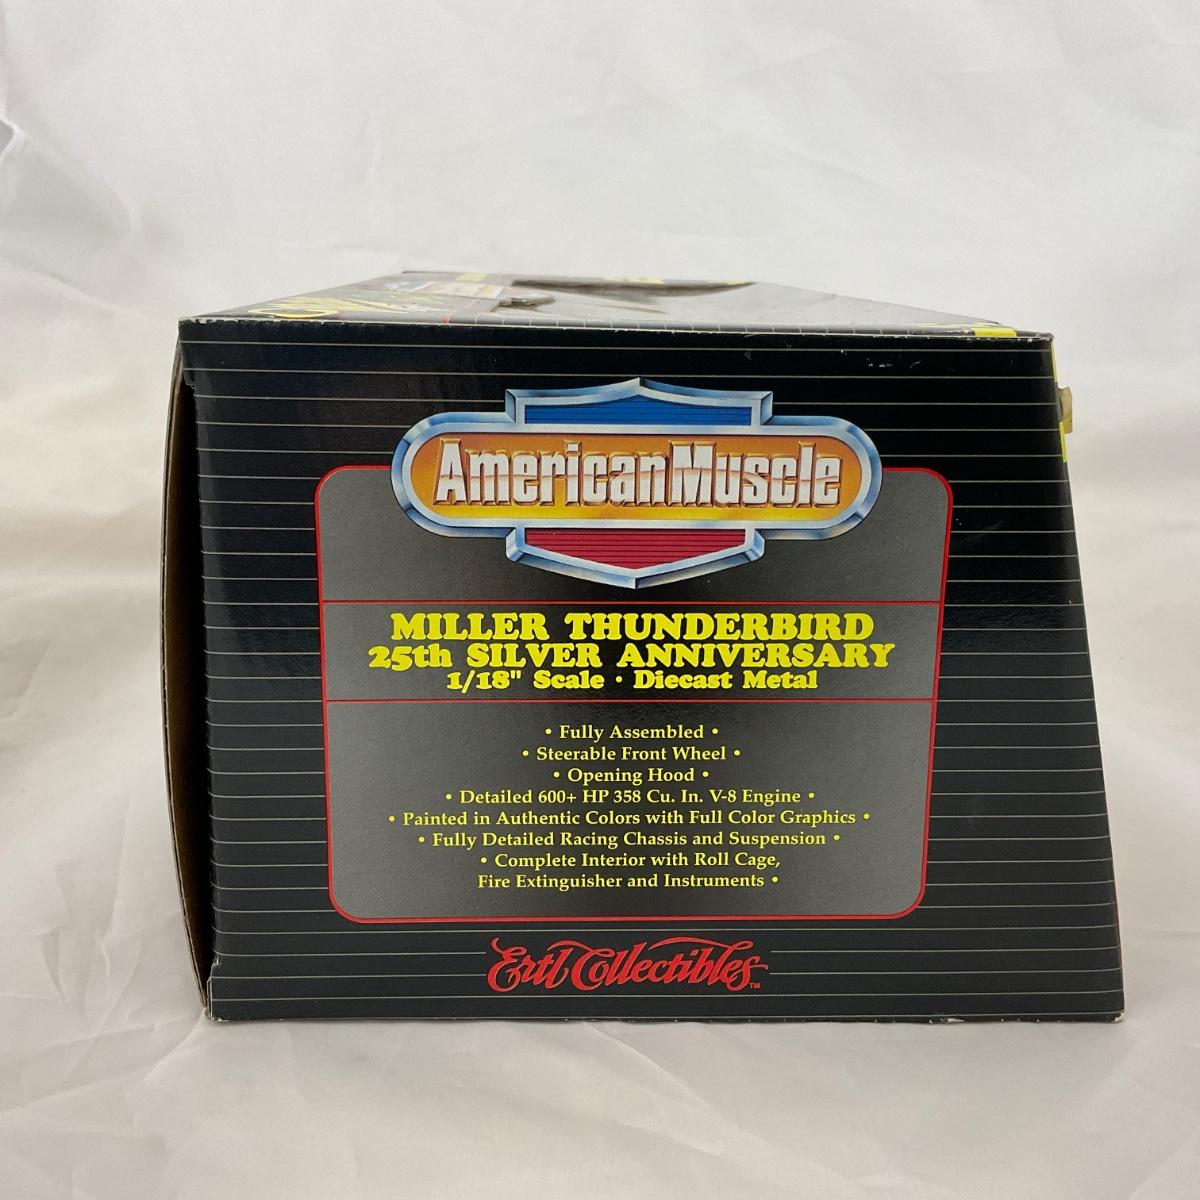 AmericanMuscle
MILLER THUNDERBIRD
25th SILVER ANNIVERSARY
1/18" Scale · Diecast Metal
• Fully Assembled •
• Steerable Front Wheel •
• Opening Hood •
• Detailed 600+ HP 358 Cu. In. V-8 Engine •
• Painted in Authentic Colors with Full Color Graphics •
• Fully Detailed Racing Chassis and Suspension •
• Complete Interior with Roll Cage,
Fire Extinguisher and Instruments •
Ertl Collectibles™